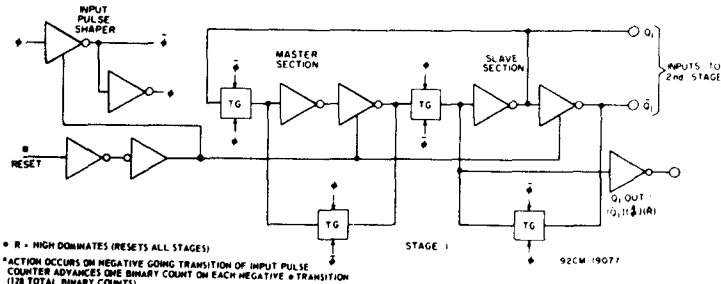 INPUT
PULSE
SHAPER
ϕ
ϕ̄
ϕ
RESET
MASTER
SECTION
SLAVE
SECTION
TG
ϕ̄
ϕ
TG
ϕ
ϕ̄
TG
ϕ
ϕ̄
TG
ϕ̄
ϕ
Q₁
Q̄₁
INPUTS TO
2nd STAGE
Q₁ OUT
STAGE 1
92CM-19077
* R = HIGH DOMINATES (RESETS ALL STAGES)
ACTION OCCURS ON NEGATIVE GOING TRANSITION OF INPUT PULSE
COUNTER ADVANCES ONE BINARY COUNT ON EACH NEGATIVE ϕ TRANSITION
(128 TOTAL BINARY COUNTS)